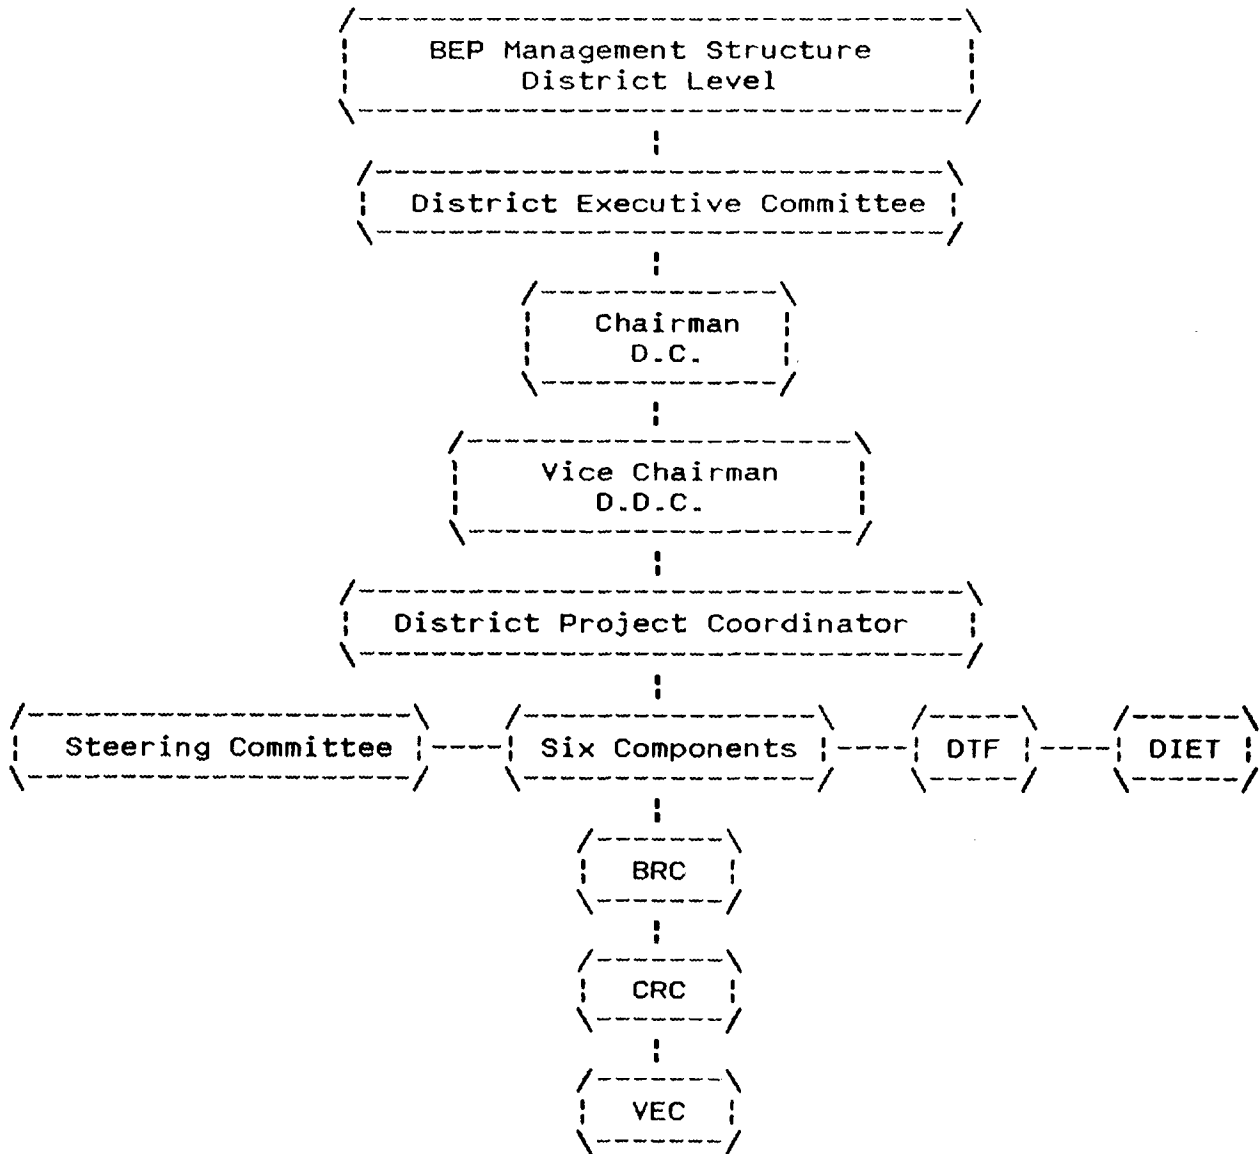 BEP Management Structure
District Level
District Executive Committee
Chairman
D.C.
Vice Chairman
D.D.C.
District Project Coordinator
Steering Committee Six Components DTF DIET
BRC
CRC
VEC